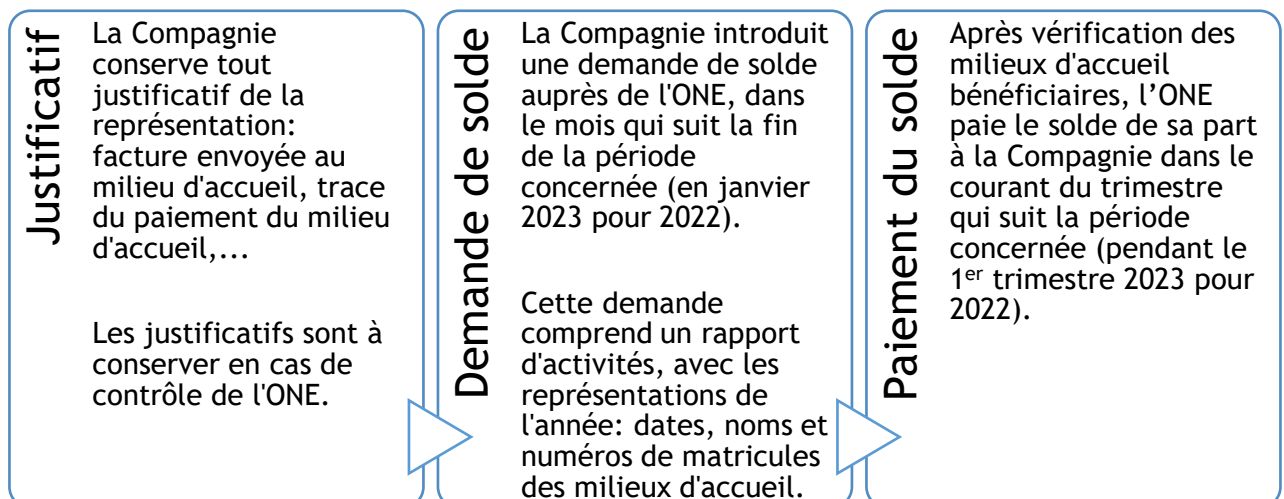 Justificatif
La Compagnie
conserve tout
justificatif de la
représentation:
facture envoyée au
milieu d'accueil, trace
du paiement du milieu
d'accueil,...
Les justificatifs sont à
conserver en cas de
contrôle de l'ONE.
Demande de solde
La Compagnie introduit
une demande de solde
auprès de l'ONE, dans
le mois qui suit la fin
de la période
concernée (en janvier
2023 pour 2022).
Cette demande
comprend un rapport
d'activités, avec les
représentations de
l'année: dates, noms et
numéros de matricules
des milieux d'accueil.
Paiement du solde
Après vérification des
milieux d'accueil
bénéficiaires, l’ONE
paie le solde de sa part
à la Compagnie dans le
courant du trimestre
qui suit la période
concernée (pendant le
1er trimestre 2023 pour
2022).